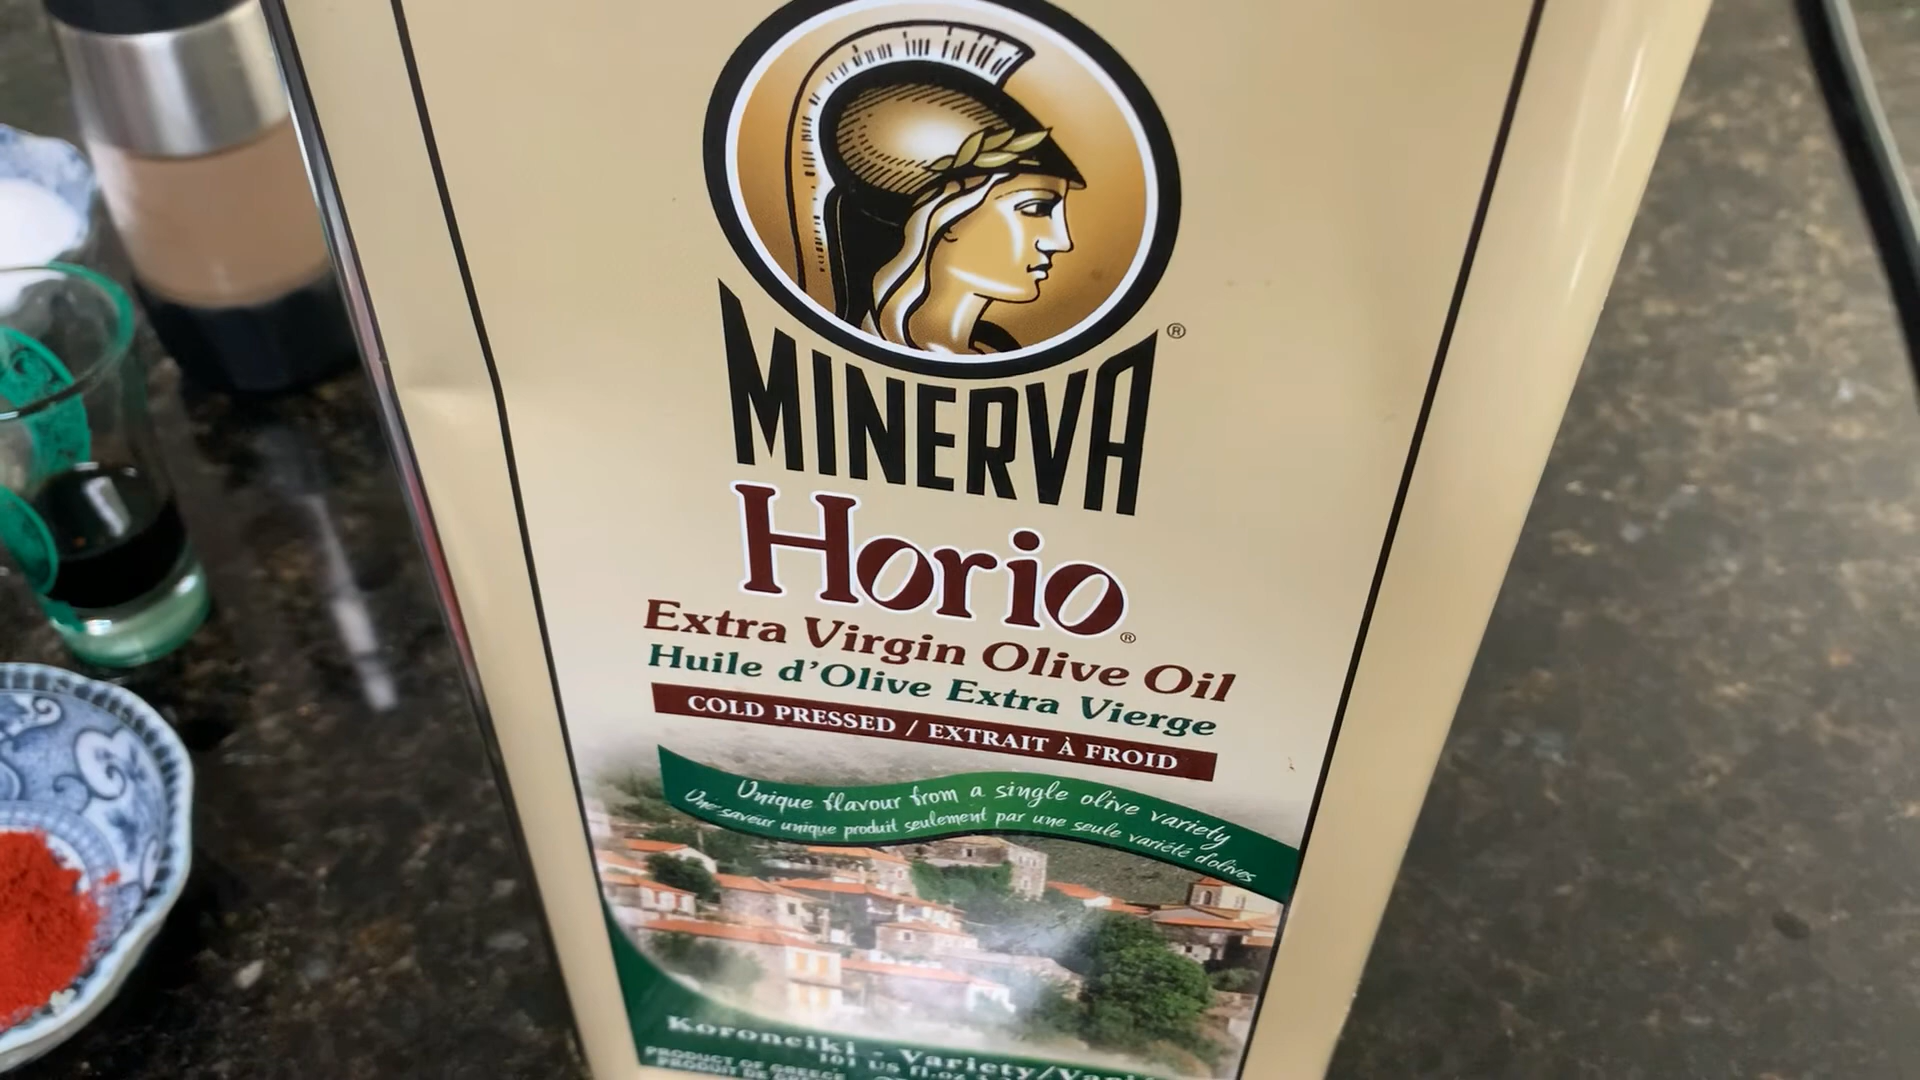 MINERVA®
Horio®
Extra Virgin Olive Oil
Huile d'Olive Extra Vierge
COLD PRESSED / EXTRAIT À FROID
Unique flavour from a single olive variety
Une saveur unique produit seulement par une seule variété d'olives
Koroneiki - Variety/
101 US fl.oz
PRODUCT OF GREECE
PRODUIT DE